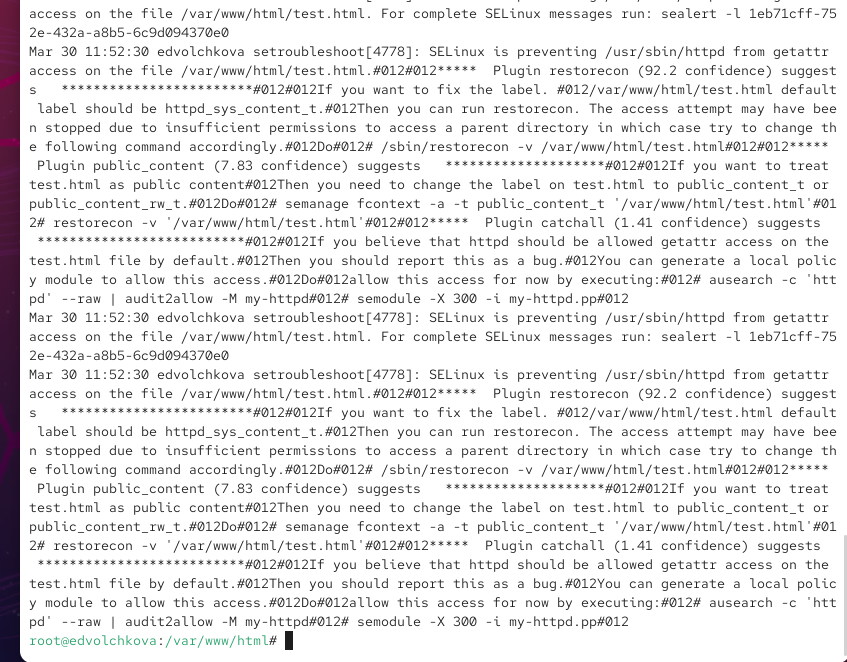 access on the file /var/www/html/test.html. For complete SELinux messages run: sealert -l 1eb71cff-75
2e-432a-a8b5-6c9d094370e0
Mar 30 11:52:30 edvolchkova setroubleshoot[4778]: SELinux is preventing /usr/sbin/httpd from getattr
access on the file /var/www/html/test.html.#012#012*****  Plugin restorecon (92.2 confidence) suggest
s   ************************#012#012If you want to fix the label. #012/var/www/html/test.html default
 label should be httpd_sys_content_t.#012Then you can run restorecon. The access attempt may have bee
n stopped due to insufficient permissions to access a parent directory in which case try to change th
e following command accordingly.#012Do#012# /sbin/restorecon -v /var/www/html/test.html#012#012*****
 Plugin public_content (7.83 confidence) suggests   ********************#012#012If you want to treat
test.html as public content#012Then you need to change the label on test.html to public_content_t or
public_content_rw_t.#012Do#012# semanage fcontext -a -t public_content_t '/var/www/html/test.html'#01
2# restorecon -v '/var/www/html/test.html'#012#012*****  Plugin catchall (1.41 confidence) suggests
 **************************#012#012If you believe that httpd should be allowed getattr access on the
test.html file by default.#012Then you should report this as a bug.#012You can generate a local polic
y module to allow this access.#012Do#012allow this access for now by executing:#012# ausearch -c 'htt
pd' --raw | audit2allow -M my-httpd#012# semodule -X 300 -i my-httpd.pp#012
Mar 30 11:52:30 edvolchkova setroubleshoot[4778]: SELinux is preventing /usr/sbin/httpd from getattr
access on the file /var/www/html/test.html. For complete SELinux messages run: sealert -l 1eb71cff-75
2e-432a-a8b5-6c9d094370e0
Mar 30 11:52:30 edvolchkova setroubleshoot[4778]: SELinux is preventing /usr/sbin/httpd from getattr
access on the file /var/www/html/test.html.#012#012*****  Plugin restorecon (92.2 confidence) suggest
s   ************************#012#012If you want to fix the label. #012/var/www/html/test.html default
 label should be httpd_sys_content_t.#012Then you can run restorecon. The access attempt may have bee
n stopped due to insufficient permissions to access a parent directory in which case try to change th
e following command accordingly.#012Do#012# /sbin/restorecon -v /var/www/html/test.html#012#012*****
 Plugin public_content (7.83 confidence) suggests   ********************#012#012If you want to treat
test.html as public content#012Then you need to change the label on test.html to public_content_t or
public_content_rw_t.#012Do#012# semanage fcontext -a -t public_content_t '/var/www/html/test.html'#01
2# restorecon -v '/var/www/html/test.html'#012#012*****  Plugin catchall (1.41 confidence) suggests
 **************************#012#012If you believe that httpd should be allowed getattr access on the
test.html file by default.#012Then you should report this as a bug.#012You can generate a local polic
y module to allow this access.#012Do#012allow this access for now by executing:#012# ausearch -c 'htt
pd' --raw | audit2allow -M my-httpd#012# semodule -X 300 -i my-httpd.pp#012
root@edvolchkova:/var/www/html#